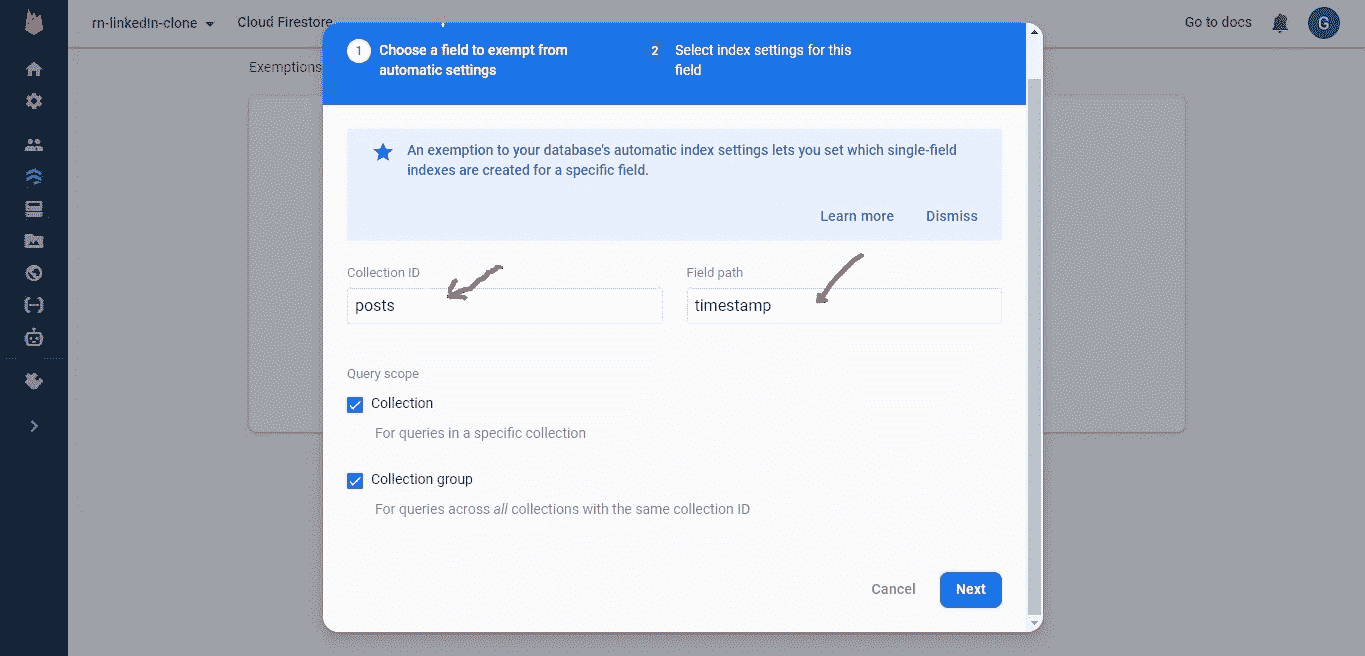 rn-linkedIn-clone Cloud Firestore Go to docs G
Exemptions
1 Choose a field to exempt from 2 Select index settings for this
automatic settings field
An exemption to your database's automatic index settings lets you set which single-field
indexes are created for a specific field.
Learn more Dismiss
Collection ID Field path
posts timestamp
Query scope
Collection
For queries in a specific collection
Collection group
For queries across all collections with the same collection ID
Cancel Next